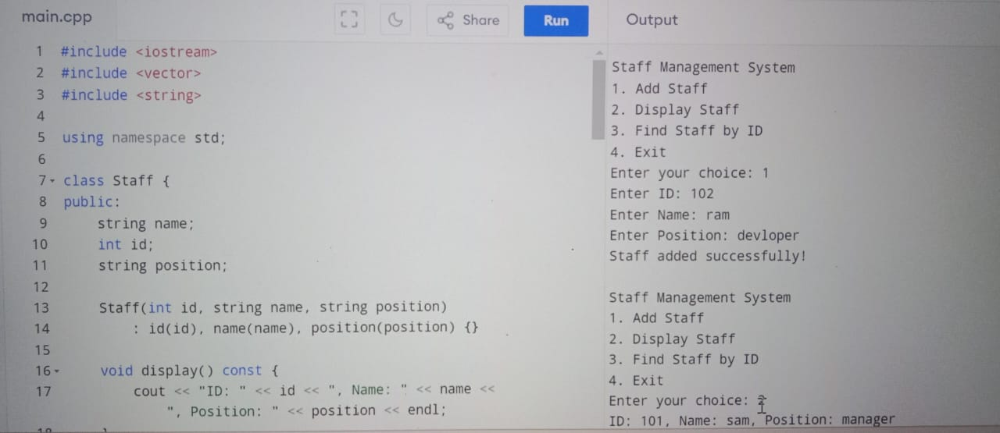 main.cpp
Share
Run
Output
1 #include <iostream>
2 #include <vector>
3 #include <string>
4
5 using namespace std;
6
7 class Staff {
8 public:
9 string name;
10 int id;
11 string position;
12
13 Staff(int id, string name, string position)
14 : id(id), name(name), position(position) {}
15
16 void display() const {
17 cout << "ID: " << id << ", Name: " << name <<
", Position: " << position << endl;
Staff Management System
1. Add Staff
2. Display Staff
3. Find Staff by ID
4. Exit
Enter your choice: 1
Enter ID: 102
Enter Name: ram
Enter Position: devloper
Staff added successfully!
Staff Management System
1. Add Staff
2. Display Staff
3. Find Staff by ID
4. Exit
Enter your choice: 2
ID: 101, Name: sam, Position: manager